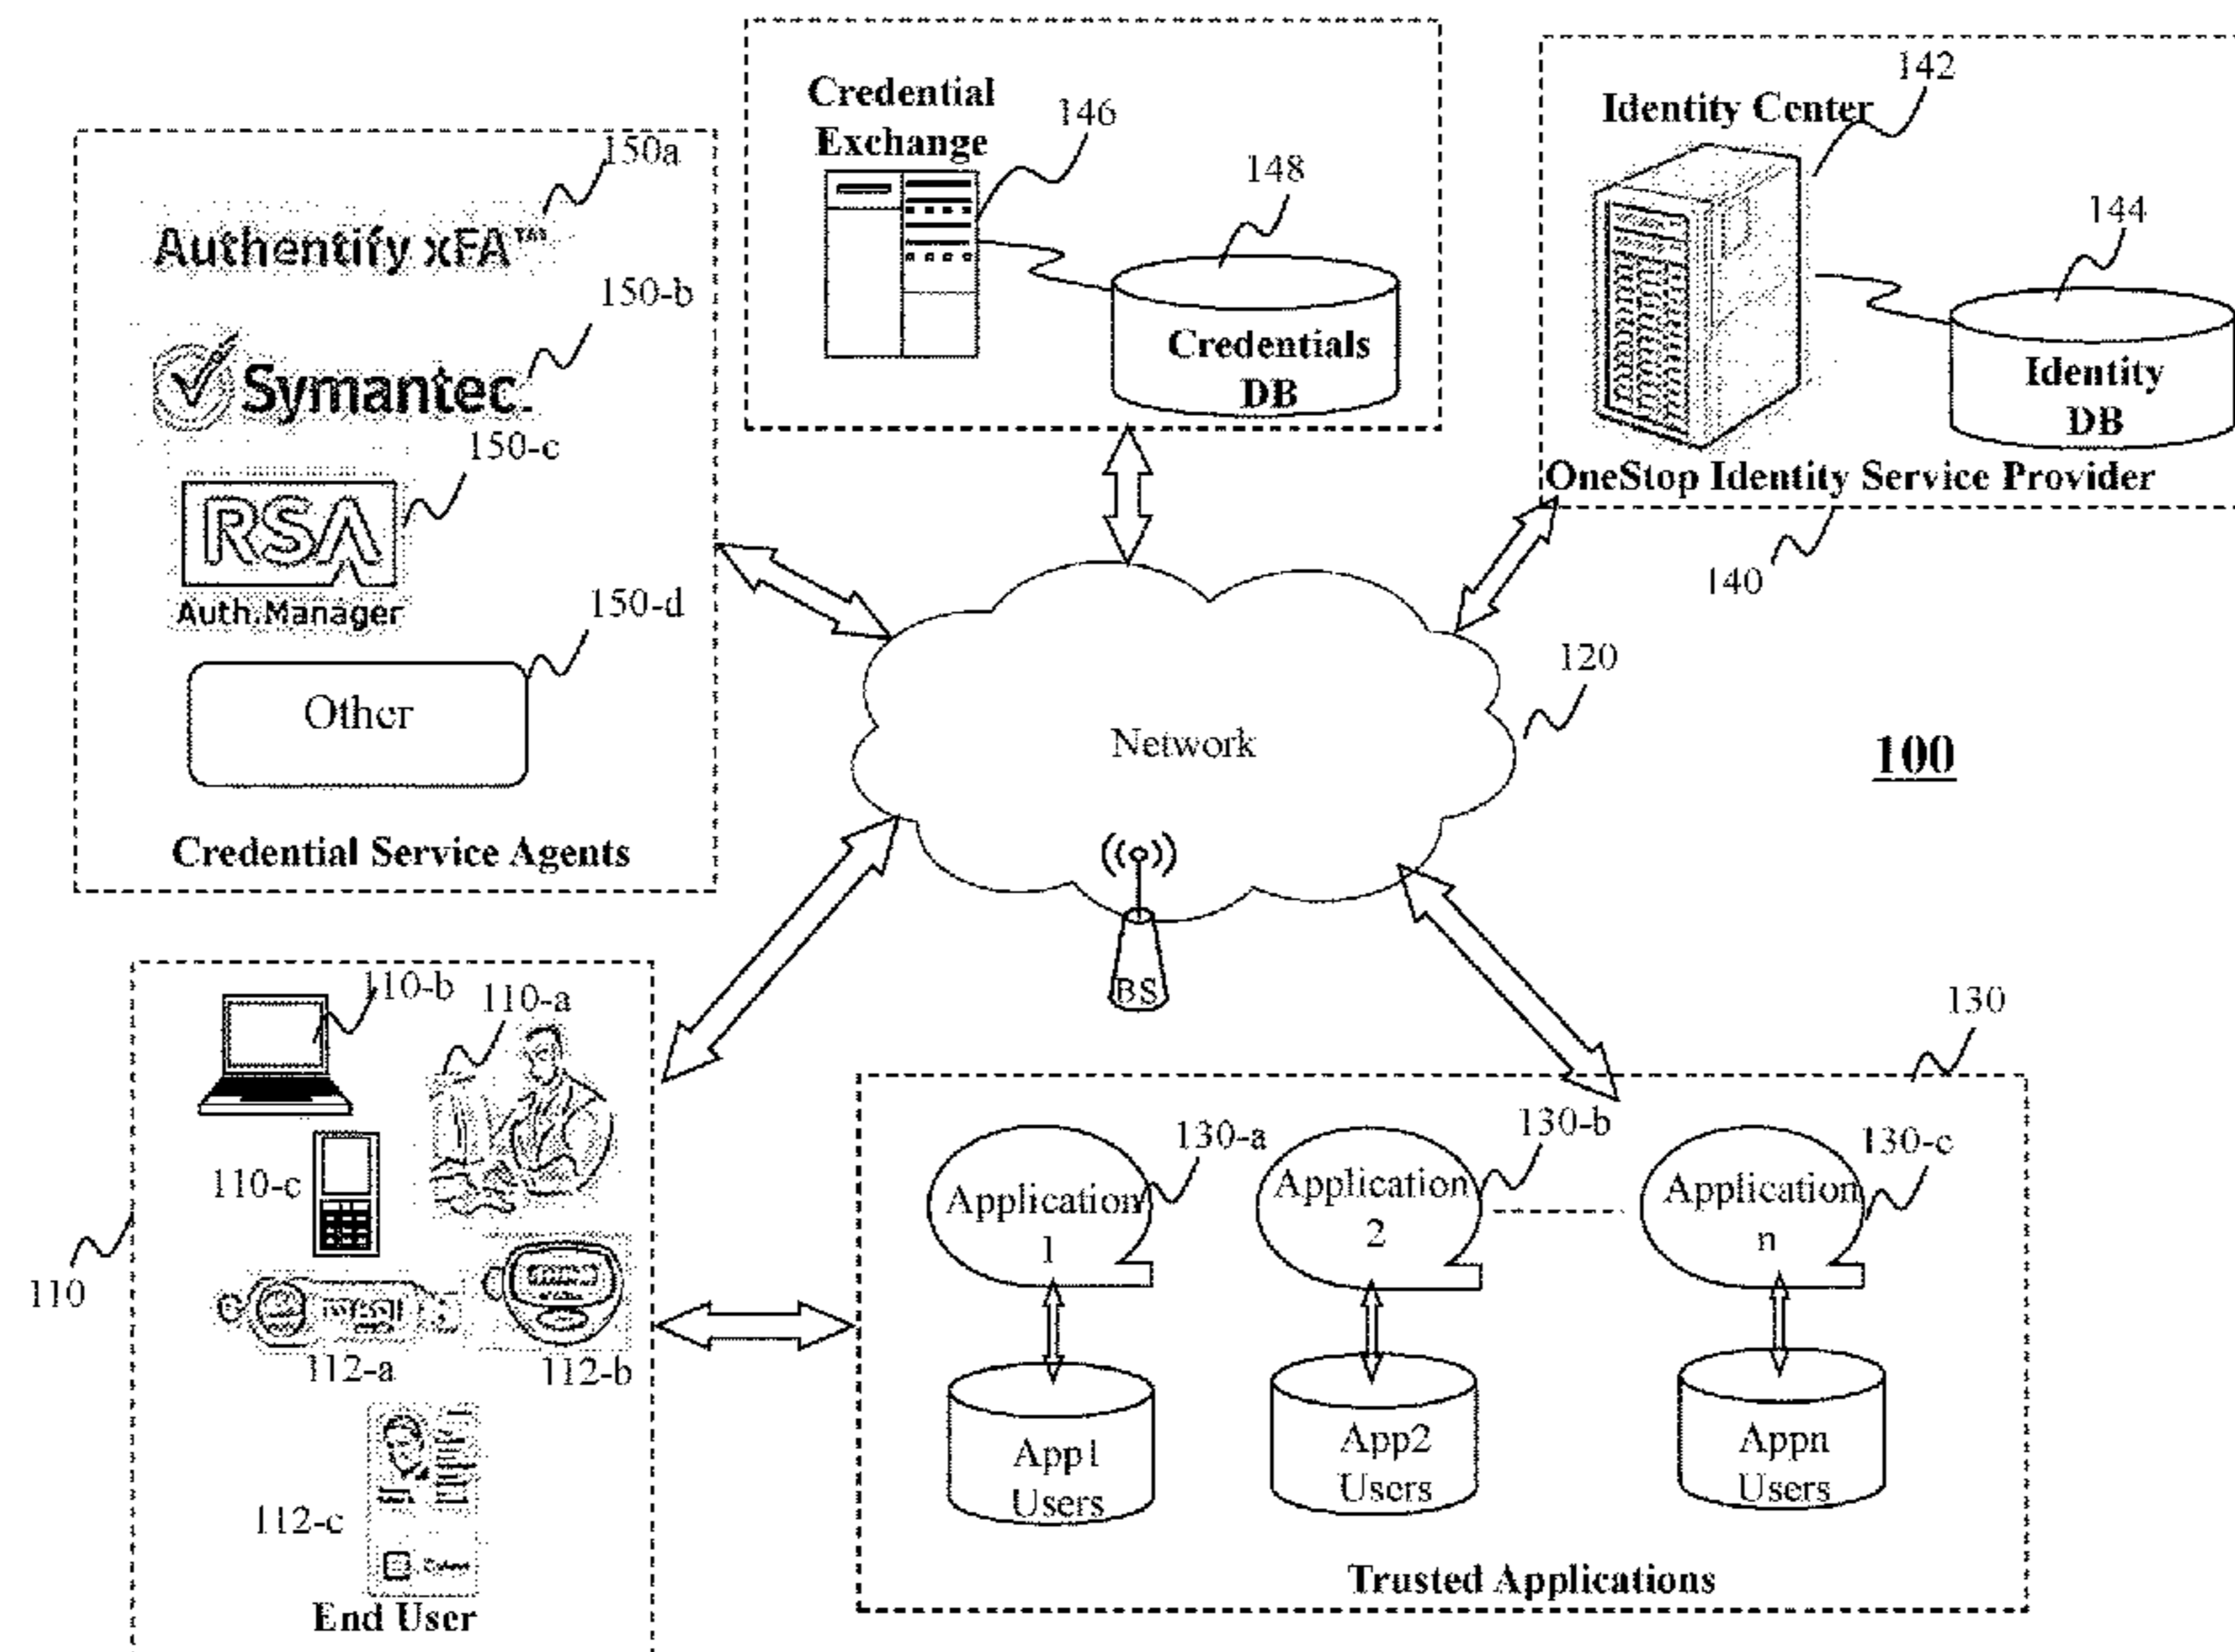 Credential
Exchange
146
148
Credentials
DB
142
Identity Center
144
Identity
DB
OneStop Identity Service Provider
140
150a
Authentify xFA™
150-b
Symantec.
150-c
RSA
Auth.Manager
150-d
Other
Credential Service Agents
Network
120
100
BS
110-b
110-a
110-c
110
112-a
112-b
112-c
End User
130
130-a
Application
1
130-b
Application
2
130-c
Application
n
App1
Users
App2
Users
Appn
Users
Trusted Applications